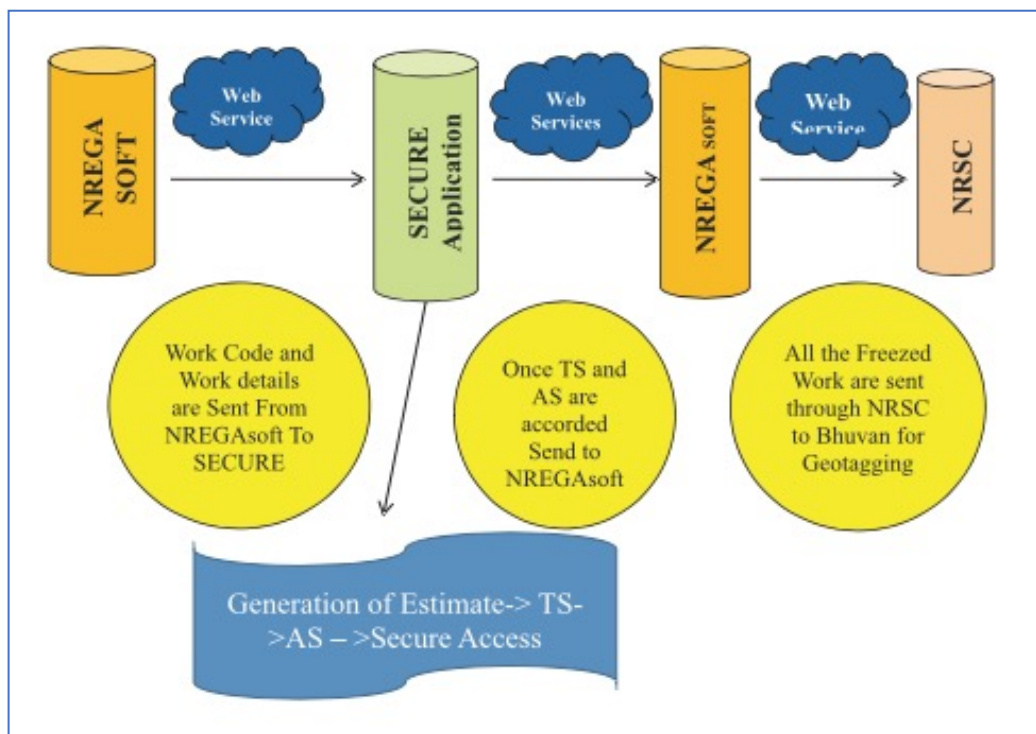 NREGA
SOFT
Web
Service
SECURE
Application
Web
Services
NREGA SOFT
Web
Service
NRSC
Work Code and
Work details
are Sent From
NREGAsoft To
SECURE
Once TS and
AS are
accorded
Send to
NREGAsoft
All the Freezed
Work are sent
through NRSC
to Bhuvan for
Geotagging
Generation of Estimate-> TS-
>AS – >Secure Access